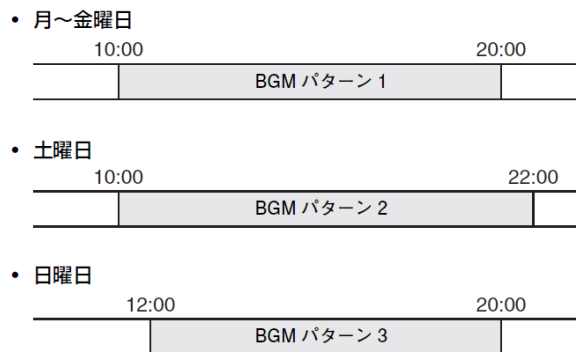 • 月～金曜日
10:00 20:00
BGM パターン 1
• 土曜日
10:00 22:00
BGM パターン 2
• 日曜日
12:00 20:00
BGM パターン 3